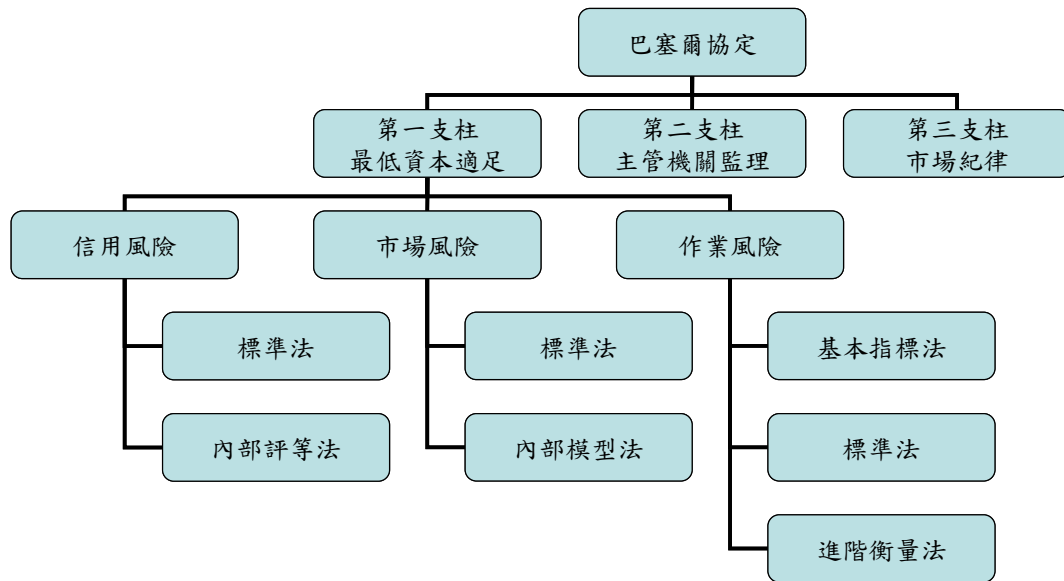 巴塞爾協定
第一支柱
最低資本適足
第二支柱
主管機關監理
第三支柱
市場紀律
信用風險
市場風險
作業風險
標準法
標準法
基本指標法
內部評等法
內部模型法
標準法
進階衡量法